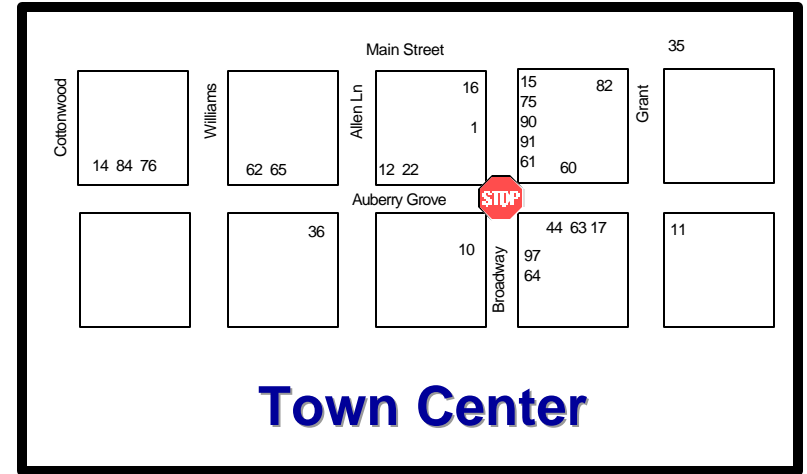 35
Main Street
Cottonwood
Williams
Allen Ln
Grant
16
1
15
75
90
91
61
82
60
14 84 76
62 65
12 22
Auberry Grove
STOP
36
10
Broadway
44 63 17
97
64
11
Town Center